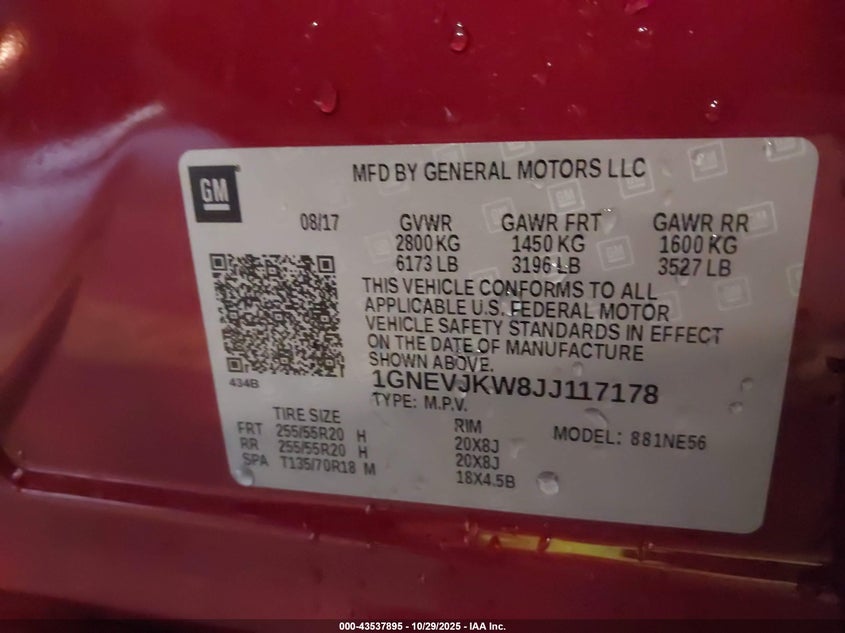 GM
MFD BY GENERAL MOTORS LLC
08/17
GVWR GAWR FRT GAWR RR
2800 KG 1450 KG 1600 KG
6173 LB 3196 LB 3527 LB
THIS VEHICLE CONFORMS TO ALL
APPLICABLE U.S. FEDERAL MOTOR
VEHICLE SAFETY STANDARDS IN EFFECT
ON THE DATE OF MANUFACTURE
SHOWN ABOVE.
434B
1GNEVJKW8JJ117178
TYPE: M.P.V.
TIRE SIZE RIM
FRT 255/55R20 H 20X8J MODEL: 881NE56
RR 255/55R20 H 20X8J
SPA T135/70R18 M 18X4.5B
000-43537895 - 10/29/2025 - IAA Inc.